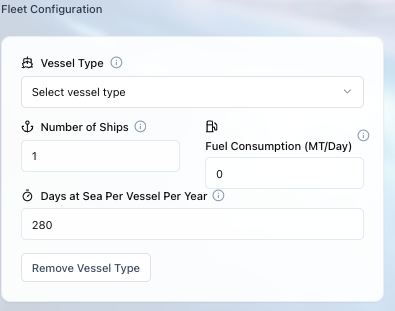 Fleet Configuration
Vessel Type
Select vessel type
Number of Ships
1
Fuel Consumption (MT/Day)
0
Days at Sea Per Vessel Per Year
280
Remove Vessel Type